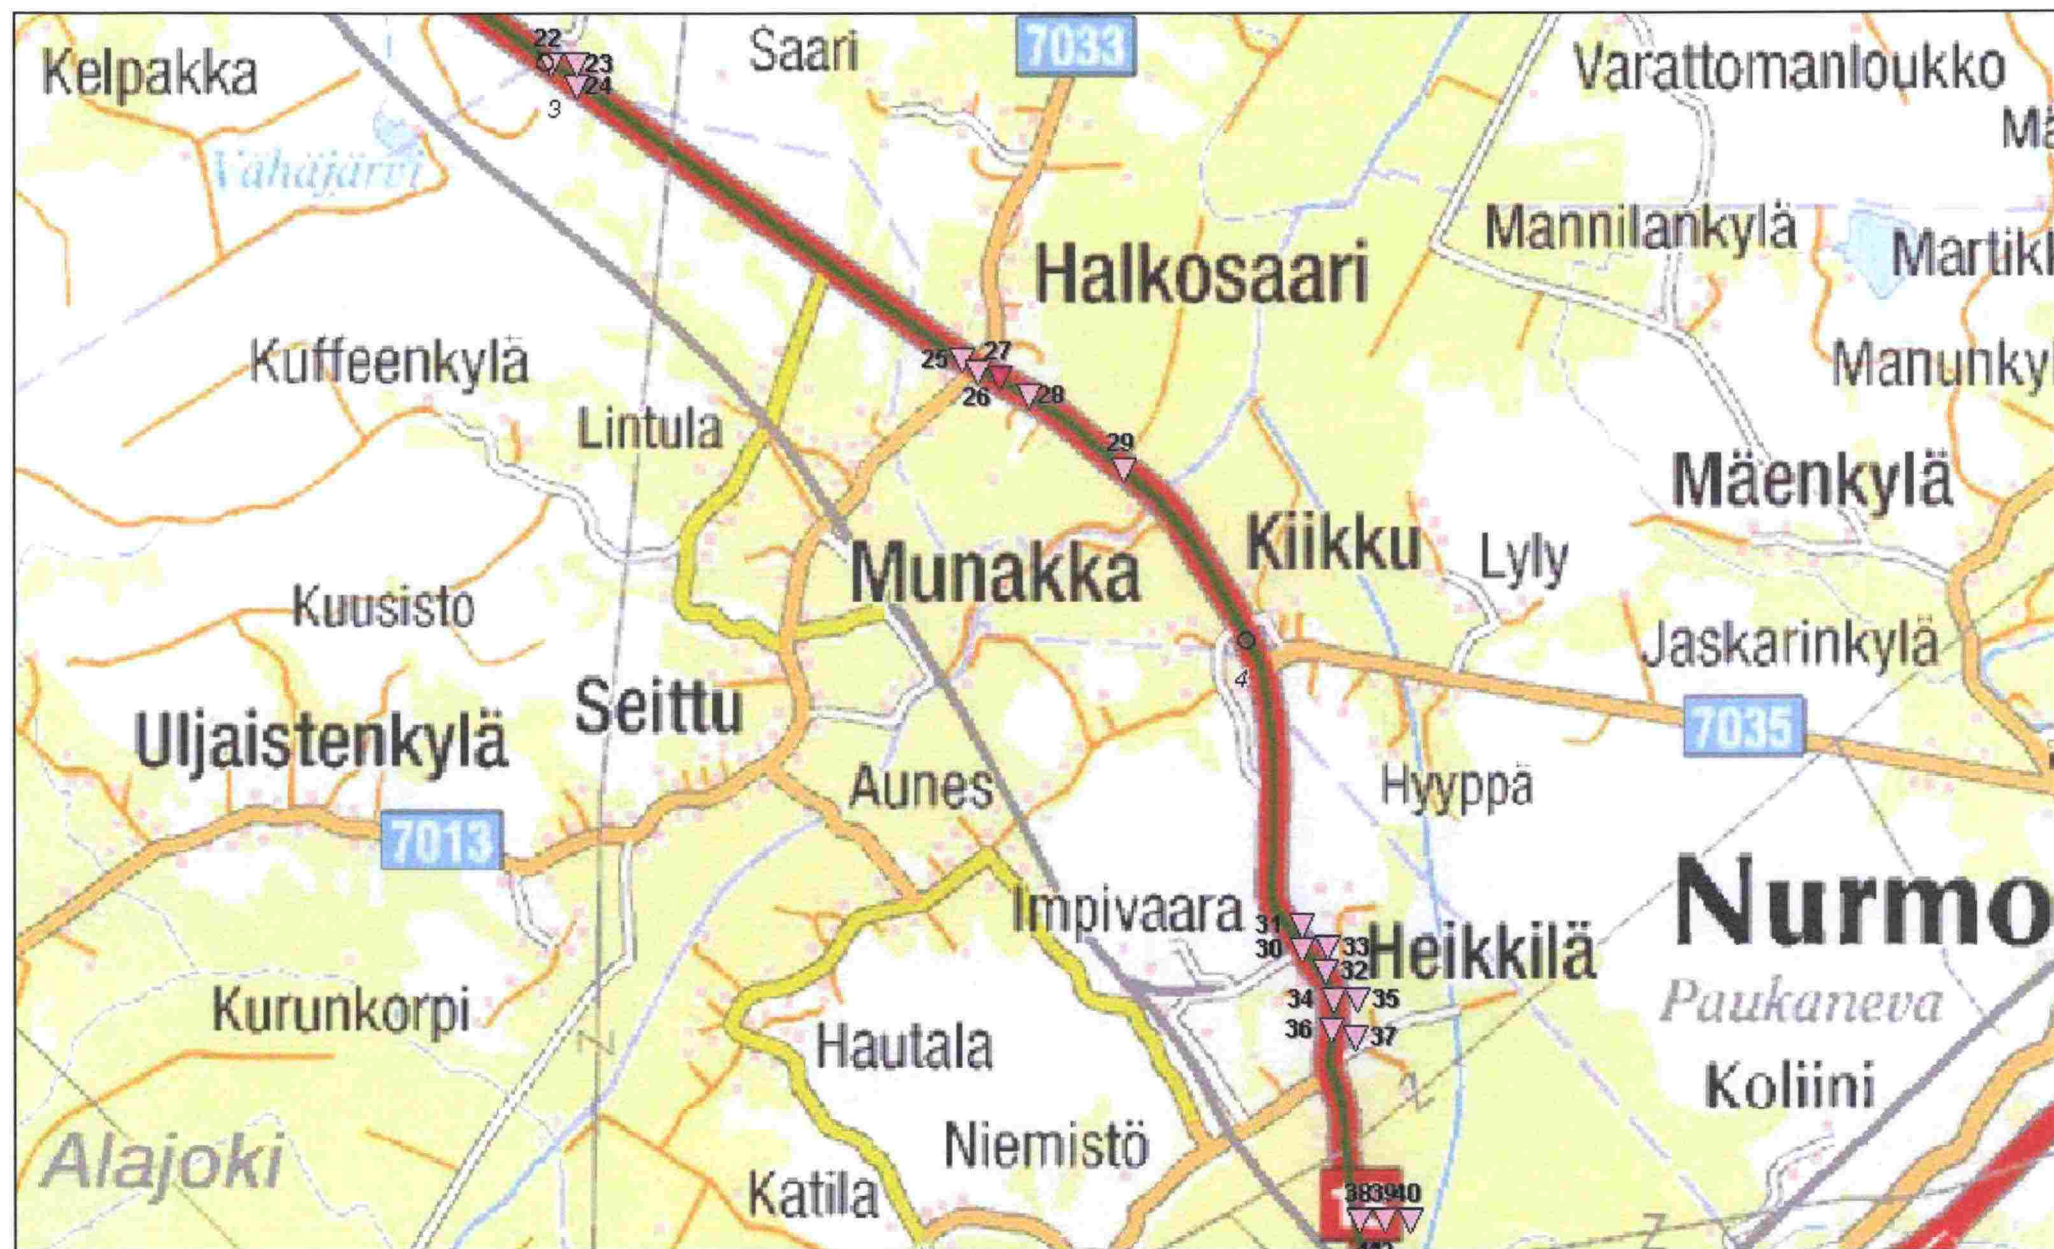 22
23
24
3
Kelpakka
Saari
7033
Varattomanloukko
Mä
Vähäjärvi
Mannilankylä
Halkosaari
Martikk
Kuffeenkylä
25
27
26
28
Manunkyl
Lintula
29
Mäenkylä
Kiikku
Lyly
Munakka
Kuusisto
Jaskarinkylä
4
Seittu
7035
Uljaistenkylä
Aunes
Hyyppä
7013
Impivaara
Nurmo
31
30
33
32
Heikkilä
34
35
36
37
Kurunkorpi
Paukaneva
Hautala
Koliini
Niemistö
Alajoki
Katila
38 39 40